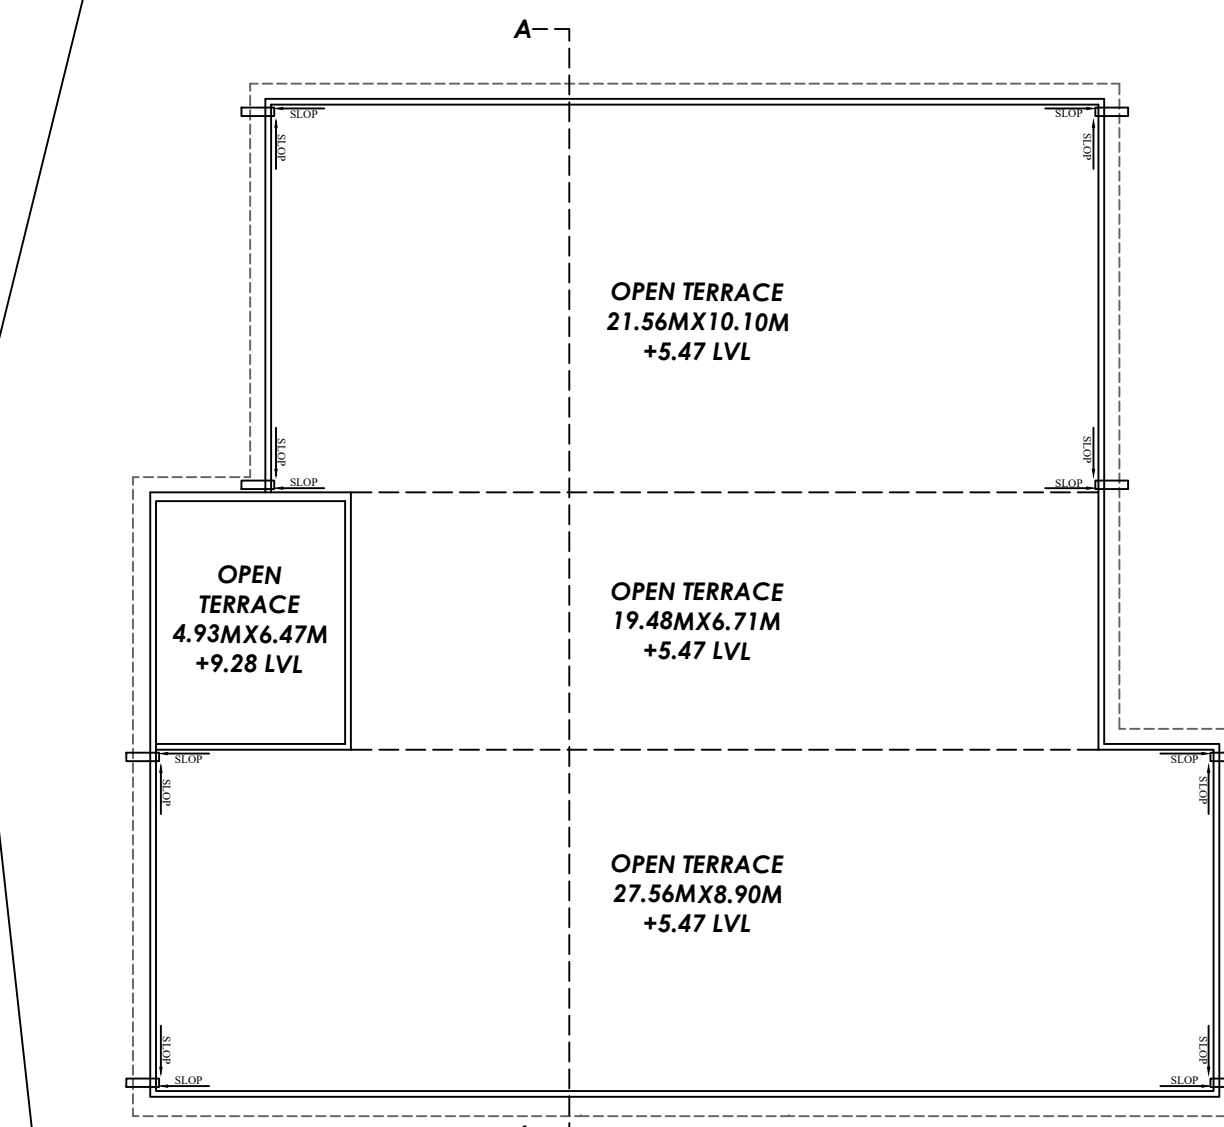 A
SLOP
SLOP
SLOP
SLOP
OPEN TERRACE
21.56MX10.10M
+5.47 LVL
SLOP
SLOP
SLOP
SLOP
OPEN
TERRACE
4.93MX6.47M
+9.28 LVL
OPEN TERRACE
19.48MX6.71M
+5.47 LVL
SLOP
SLOP
SLOP
SLOP
OPEN TERRACE
27.56MX8.90M
+5.47 LVL
SLOP
SLOP
SLOP
SLOP